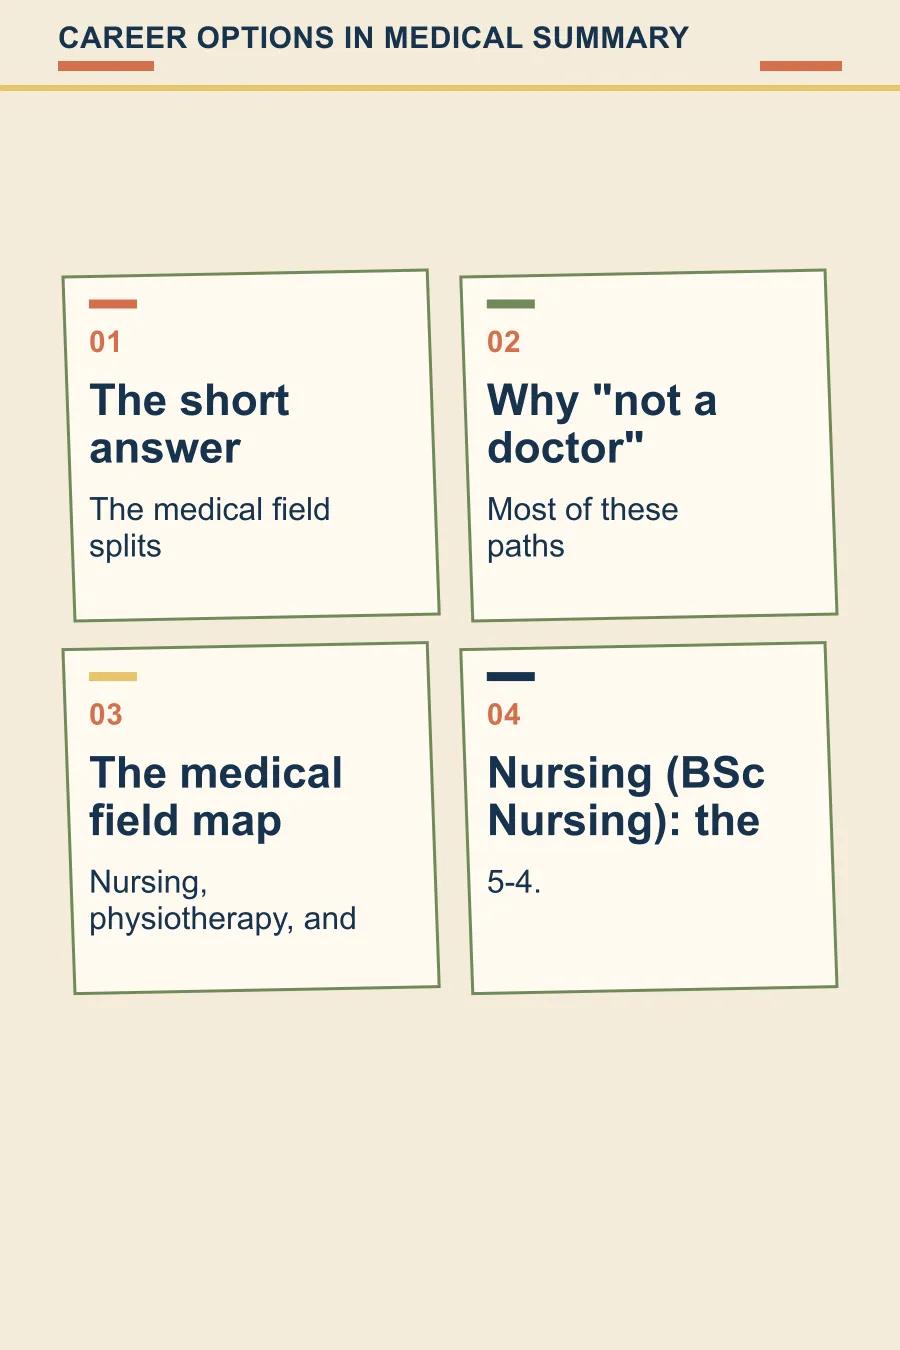 CAREER OPTIONS IN MEDICAL SUMMARY
01
The short
answer
The medical field
splits
02
Why "not a
doctor"
Most of these
paths
03
The medical
field map
Nursing,
physiotherapy, and
04
Nursing (BSc
Nursing): the
5-4.